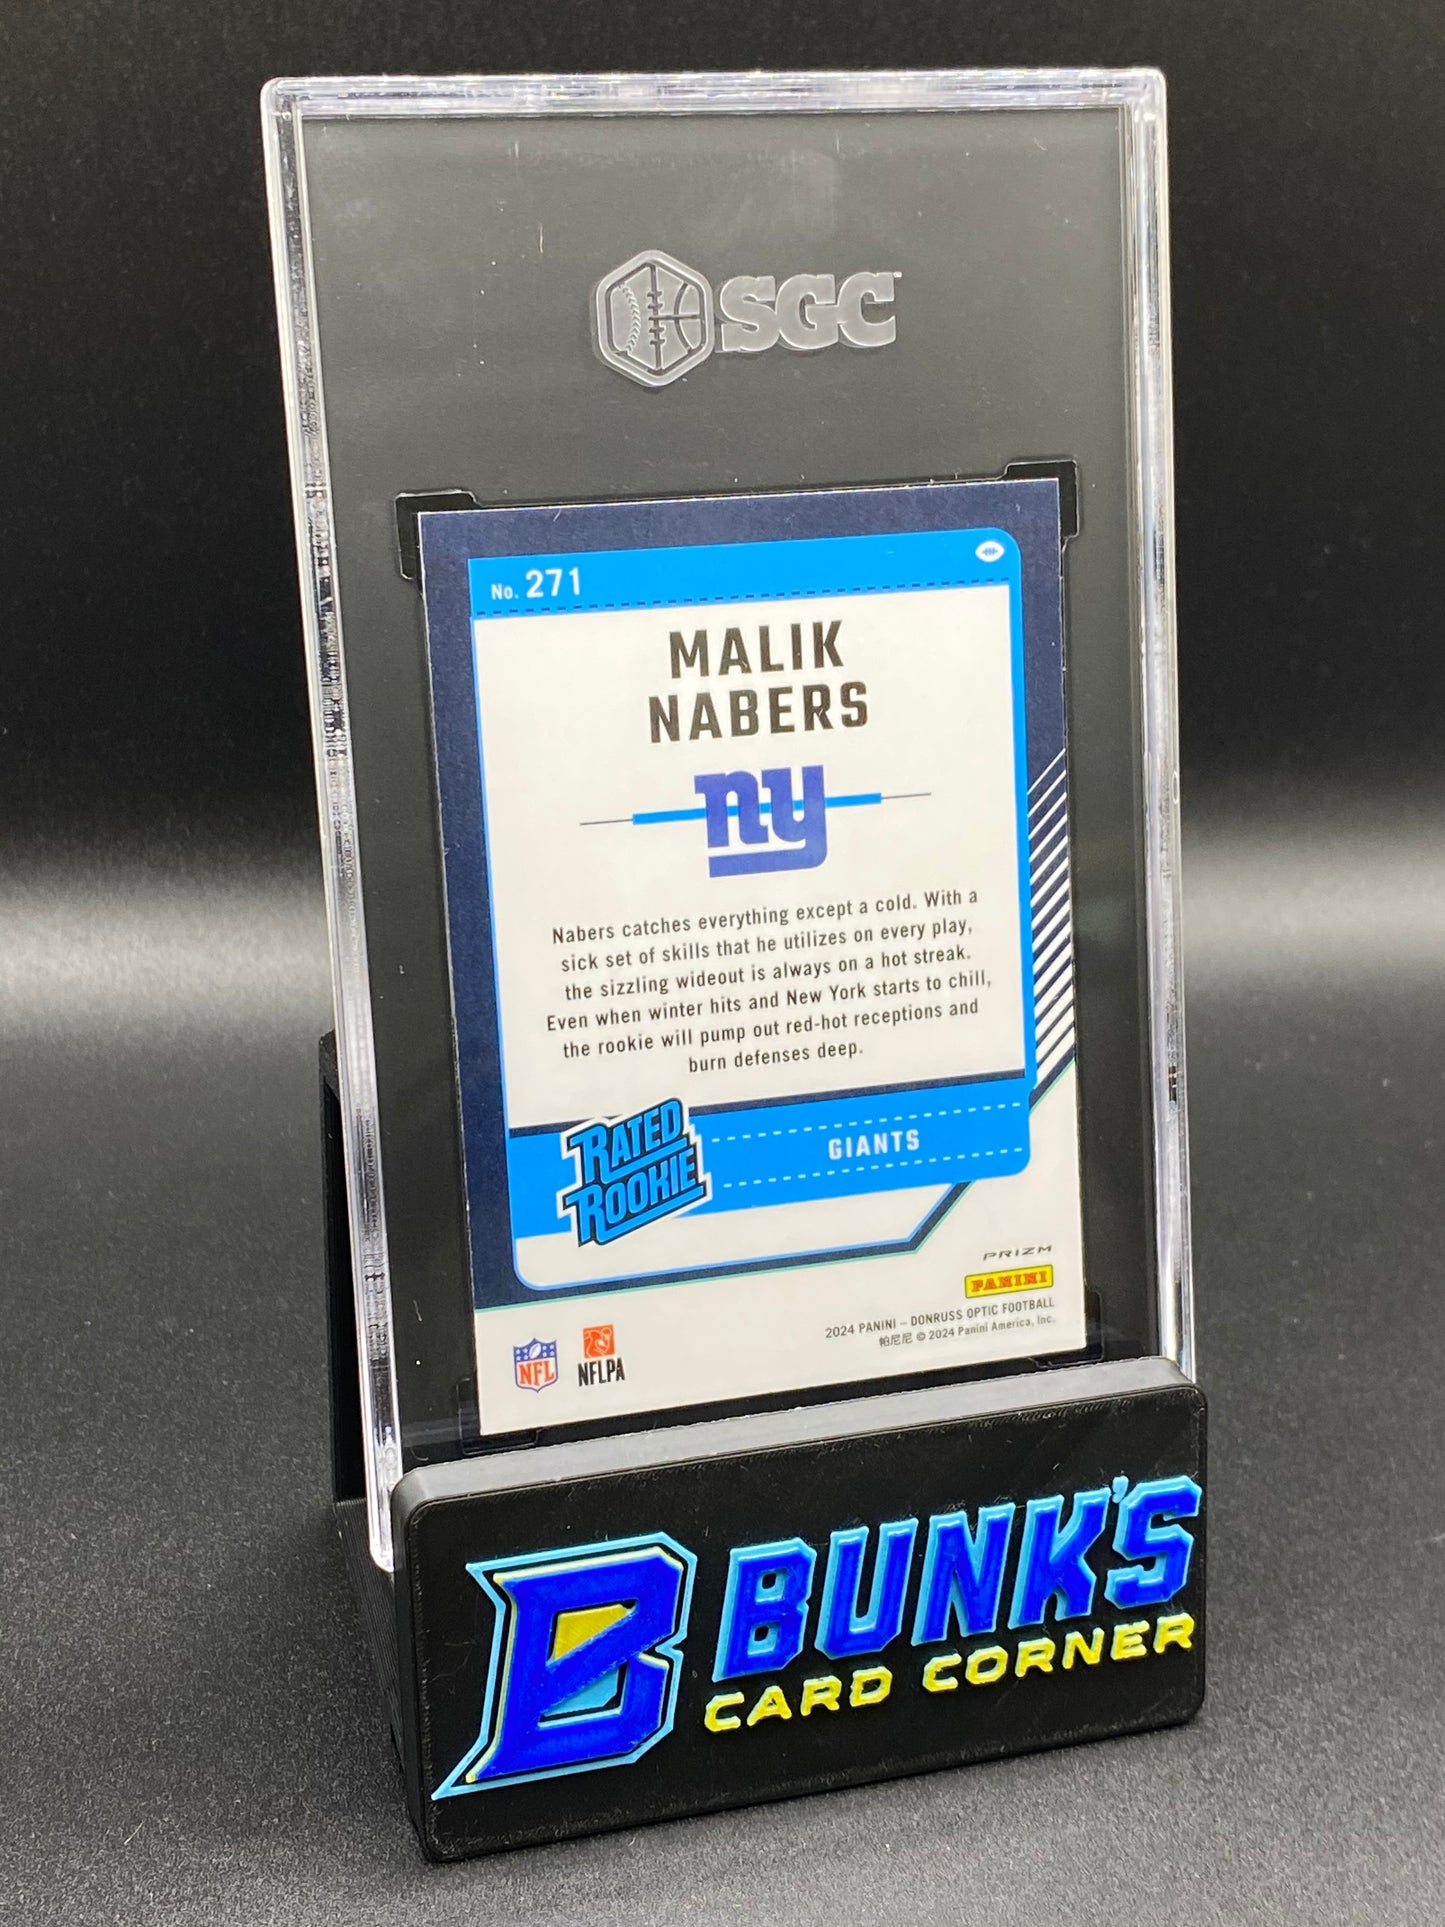 SGC
No. 271
MALIK
NABERS
ny
Nabers catches everything except a cold. With a
sick set of skills that he utilizes on every play,
the sizzling wideout is always on a hot streak.
Even when winter hits and New York starts to chill,
the rookie will pump out red-hot receptions and
burn defenses deep.
RATED
ROOKIE
GIANTS
PRIZM
PANINI
2024 PANINI – DONRUSS OPTIC FOOTBALL
帕尼尼 © 2024 Panini America, Inc.
NFL
NFLPA
B
BUNK'S
CARD CORNER